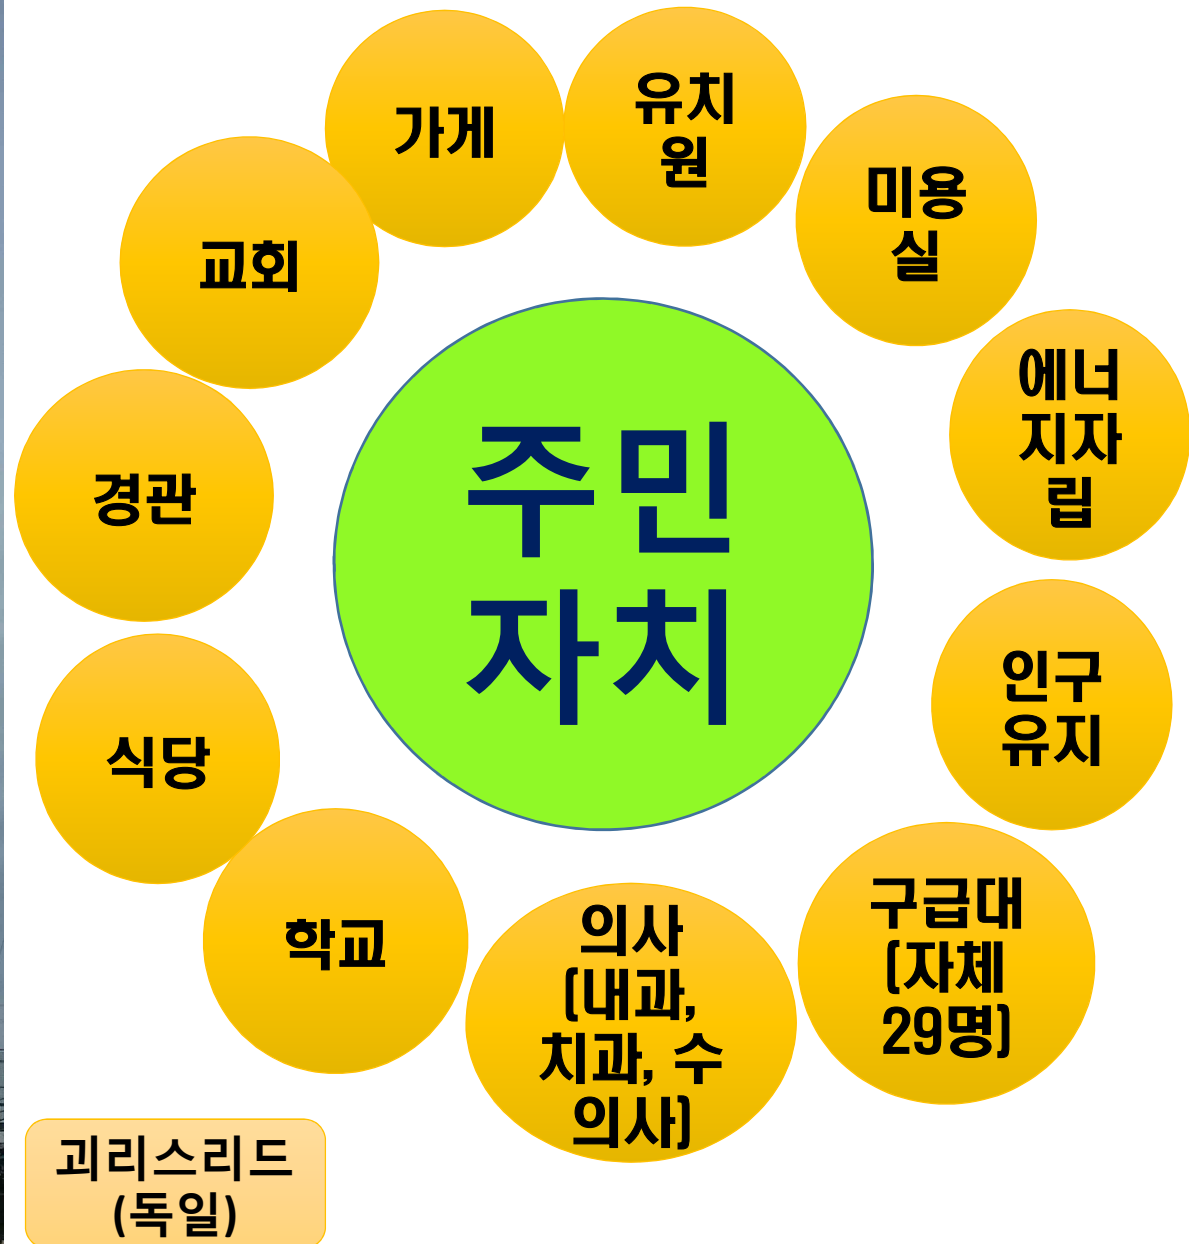 가게
유치
원
미용
실
교회
에너
지자
립
경관
주민
자치
인구
유지
식당
구급대
(자체
29명)
학교
의사
(내과,
치과, 수
의사)
괴리스리드
(독일)